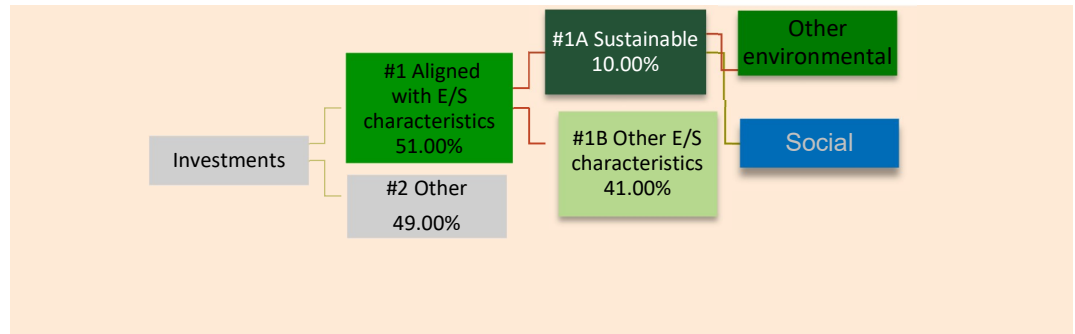 Investments
#1 Aligned
with E/S
characteristics
51.00%
#2 Other
49.00%
#1A Sustainable
10.00%
#1B Other E/S
characteristics
41.00%
Other
environmental
Social